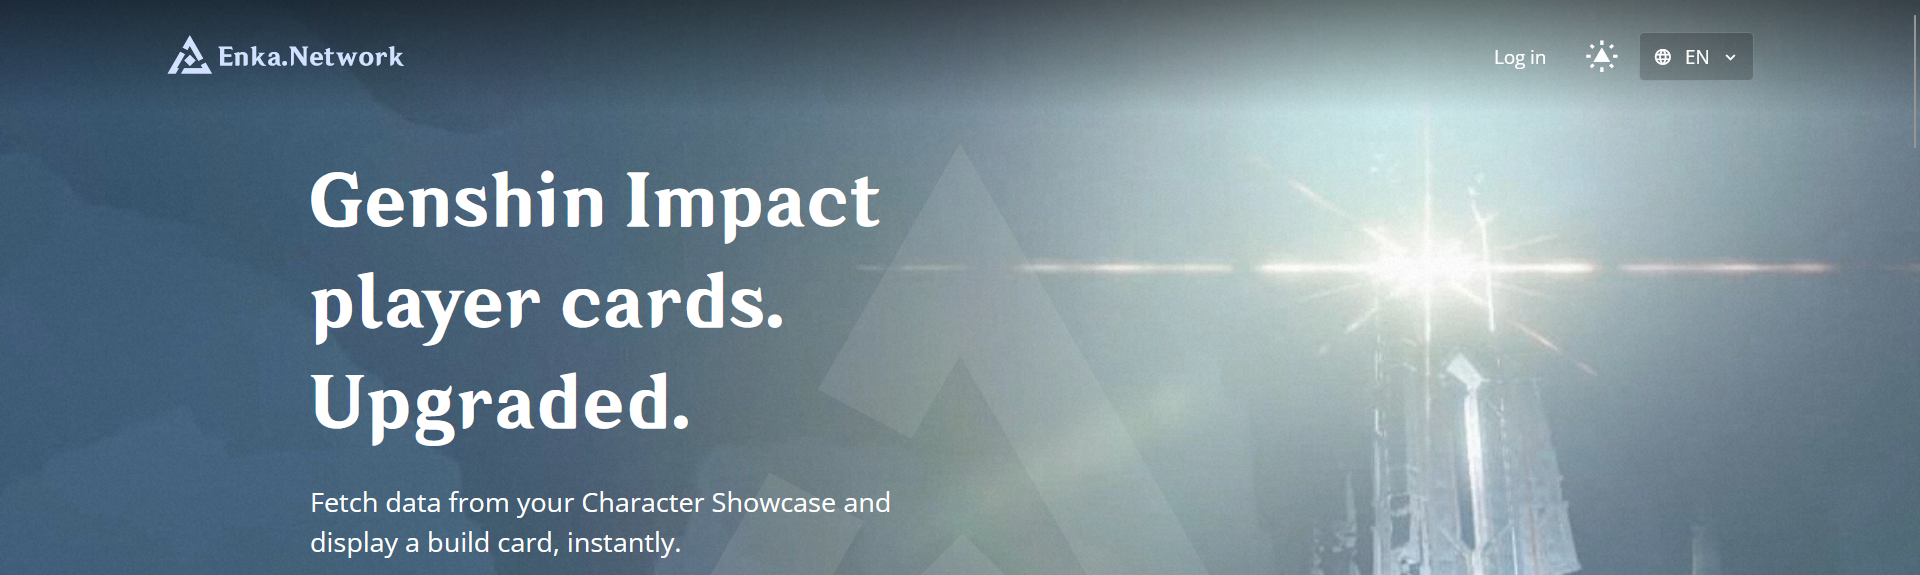 Enka.Network
Log in
EN
Genshin Impact
player cards.
Upgraded.
Fetch data from your Character Showcase and
display a build card, instantly.